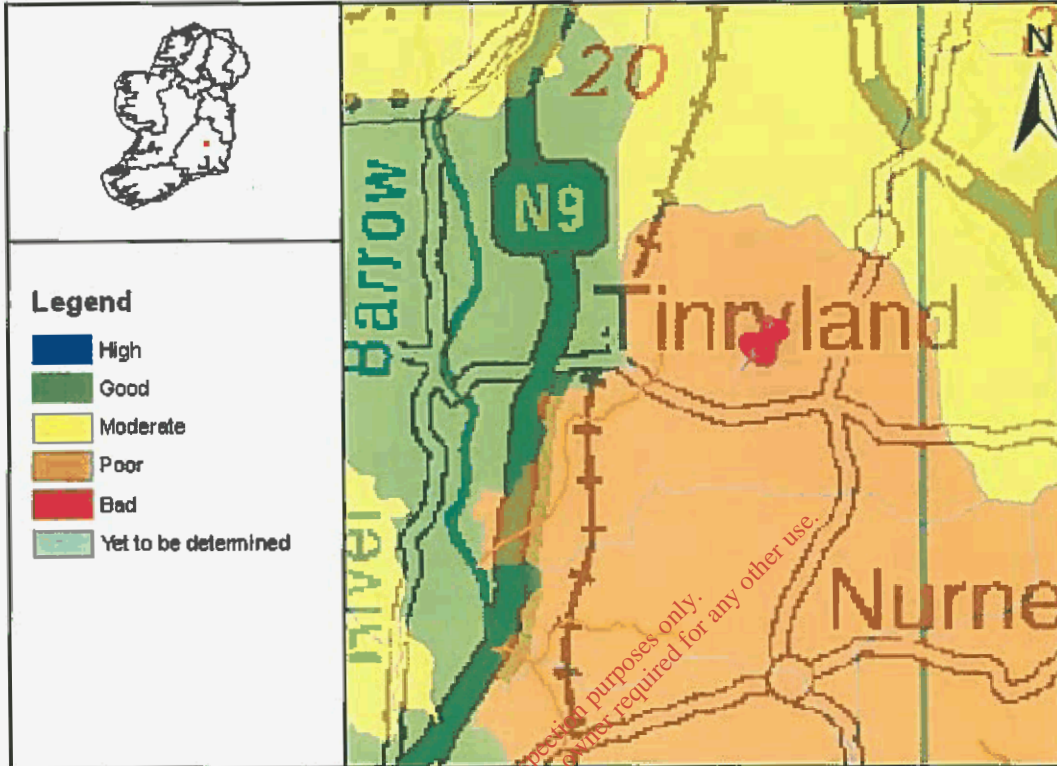 Legend
High
Good
Moderate
Poor
Bad
Yet to be determined
20
N
N9
Barrow
River
Tinryland
Nurne
pection purposes only.
owner required for any other use.